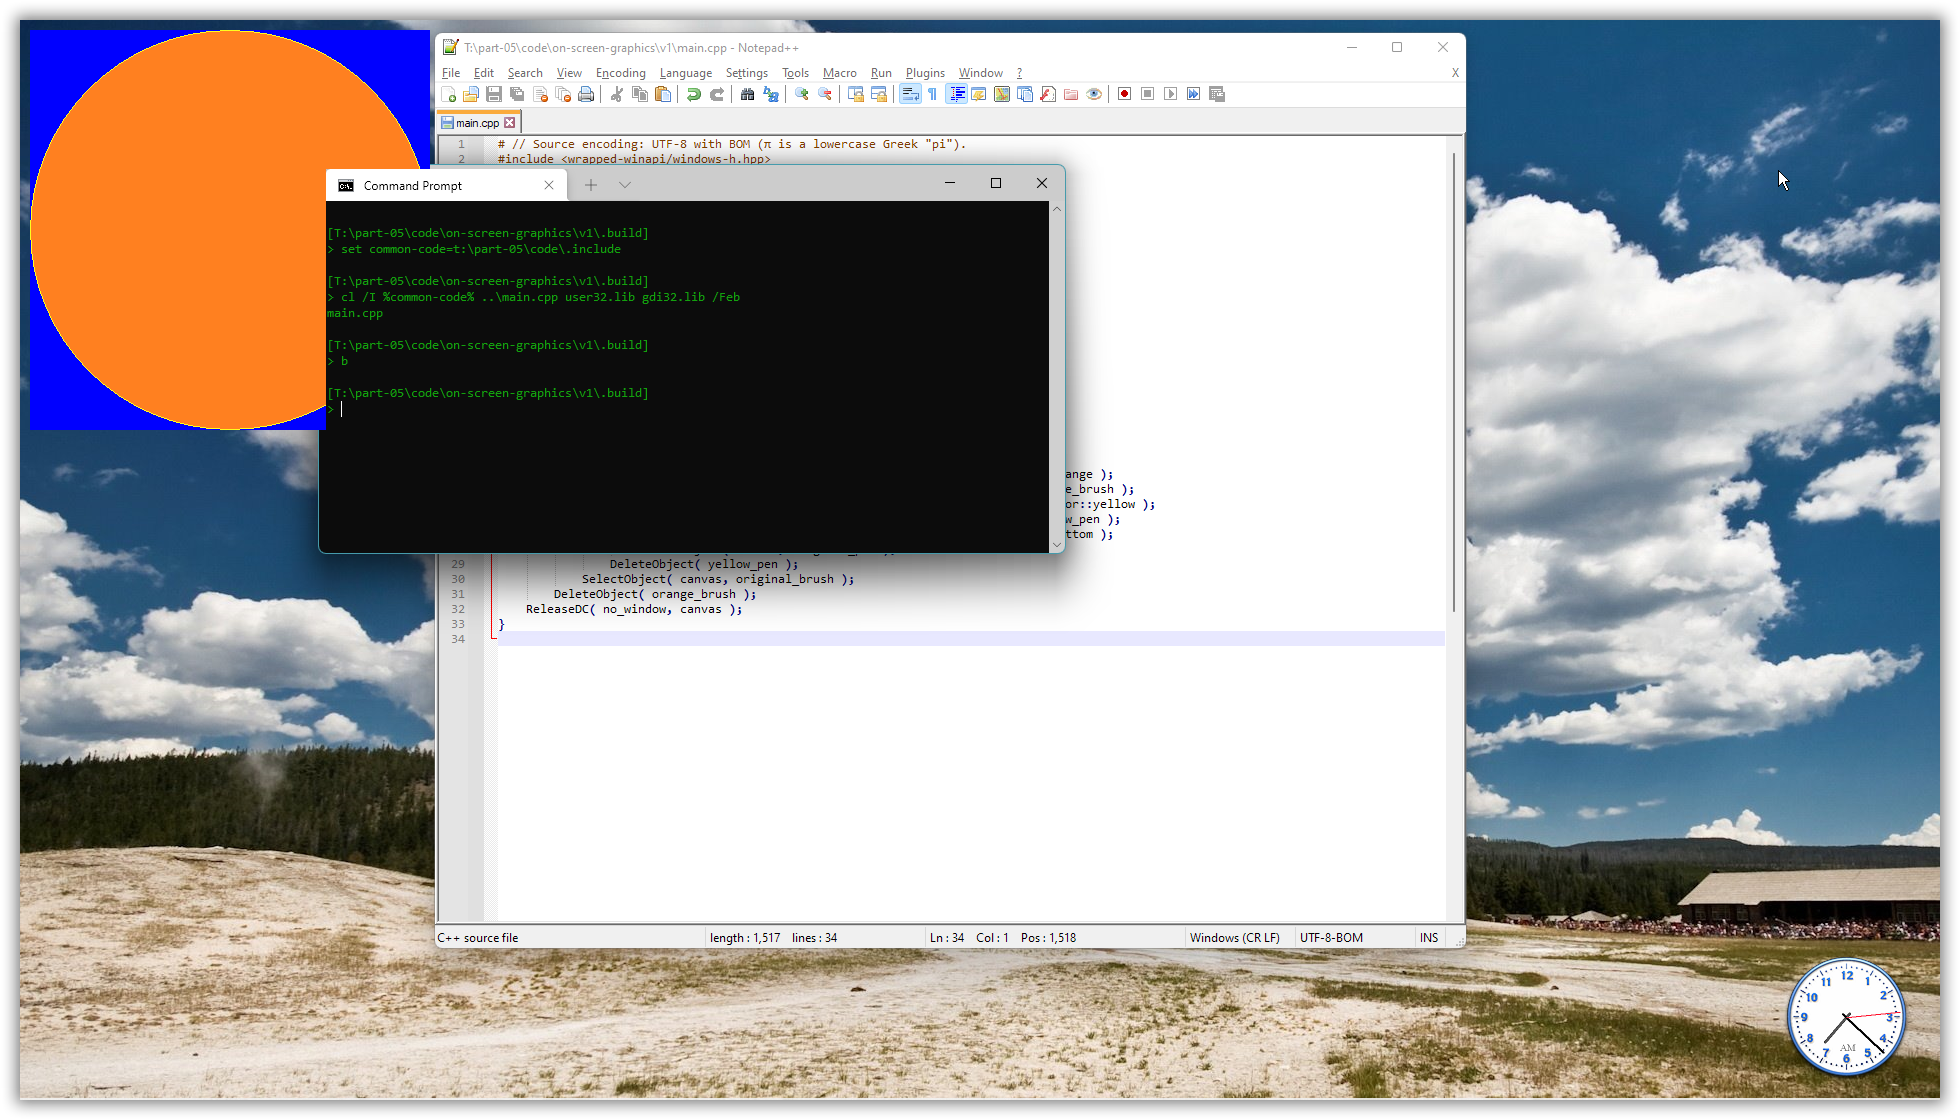 T:\part-05\code\on-screen-graphics\v1\main.cpp - Notepad++
File Edit Search View Encoding Language Settings Tools Macro Run Plugins Window ? X
main.cpp
1 # // Source encoding: UTF-8 with BOM (π is a lowercase Greek "pi").
2 #include <wrapped-winapi/windows-h.hpp>
Command Prompt
[T:\part-05\code\on-screen-graphics\v1\.build]
> set common-code=t:\part-05\code\.include
[T:\part-05\code\on-screen-graphics\v1\.build]
> cl /I %common-code% ..\main.cpp user32.lib gdi32.lib /Feb
main.cpp
[T:\part-05\code\on-screen-graphics\v1\.build]
> b
[T:\part-05\code\on-screen-graphics\v1\.build]
>
ange );
e_brush );
or::yellow );
w_pen );
ttom );
29 DeleteObject( yellow_pen );
30 SelectObject( canvas, original_brush );
31 DeleteObject( orange_brush );
32 ReleaseDC( no_window, canvas );
33 }
34
C++ source file length : 1,517 lines : 34 Ln : 34 Col : 1 Pos : 1,518 Windows (CR LF) UTF-8-BOM INS
12 1 2 3 4 5 6 7 8 9 10 11
AM